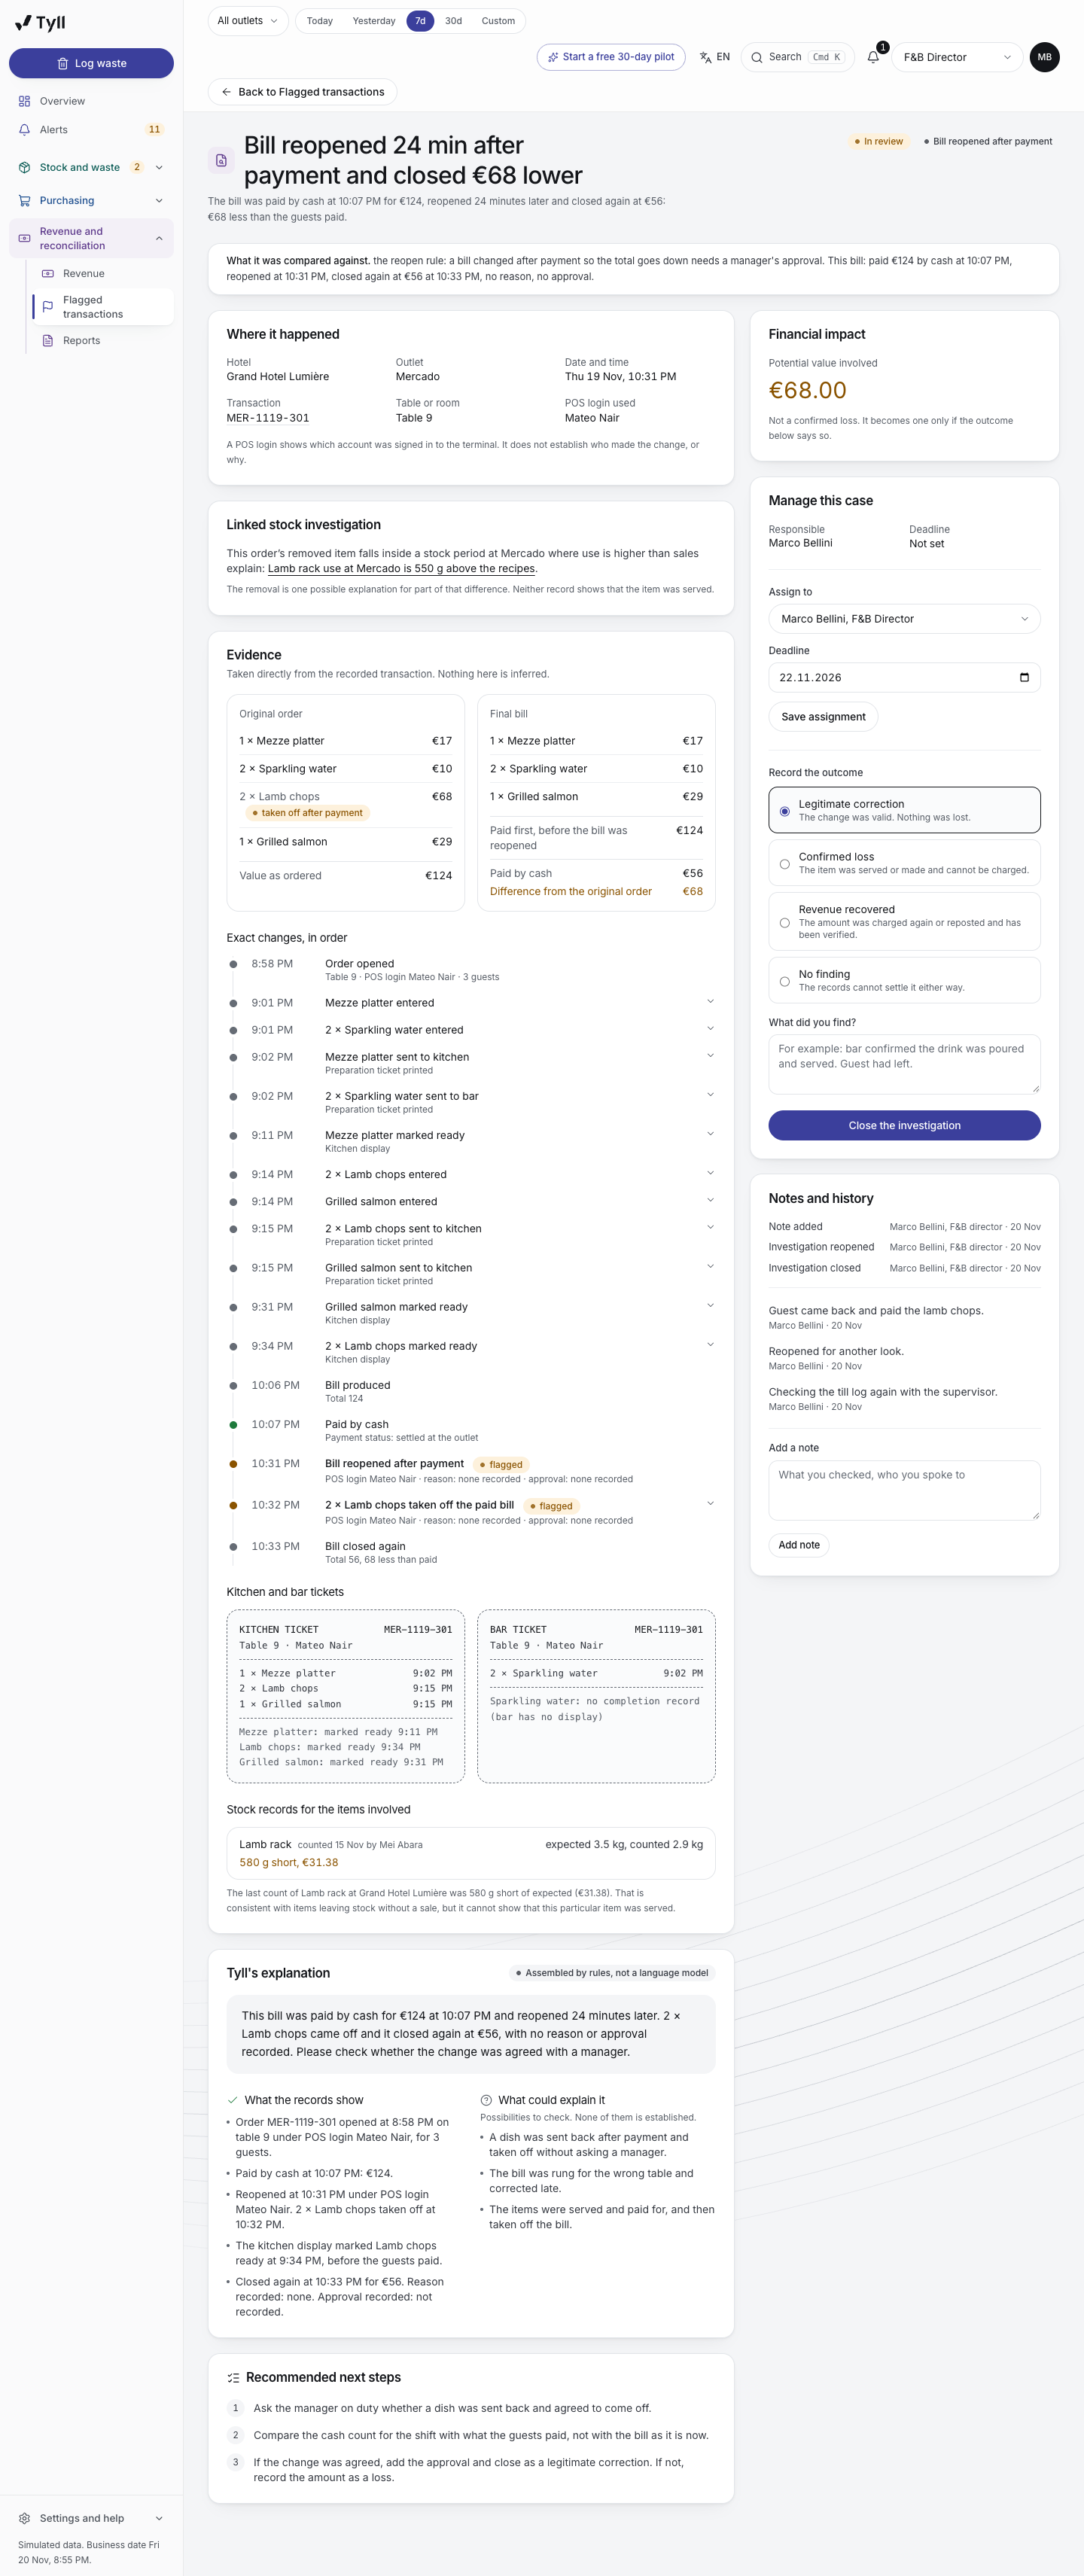 Tyll
Log waste
Overview
Alerts 11
Stock and waste 2
Purchasing
Revenue and
reconciliation
Revenue
Flagged
transactions
Reports
Settings and help
Simulated data. Business date Fri
20 Nov, 8:55 PM.
All outlets
Today Yesterday 7d 30d Custom
Start a free 30-day pilot
EN
Search Cmd K
1
F&B Director
MB
Back to Flagged transactions
Bill reopened 24 min after
payment and closed €68 lower
In review
Bill reopened after payment
The bill was paid by cash at 10:07 PM for €124, reopened 24 minutes later and closed again at €56:
€68 less than the guests paid.
What it was compared against. the reopen rule: a bill changed after payment so the total goes down needs a manager's approval. This bill: paid €124 by cash at 10:07 PM,
reopened at 10:31 PM, closed again at €56 at 10:33 PM, no reason, no approval.
Where it happened
Hotel Outlet Date and time
Grand Hotel Lumière Mercado Thu 19 Nov, 10:31 PM
Transaction Table or room POS login used
MER-1119-301 Table 9 Mateo Nair
A POS login shows which account was signed in to the terminal. It does not establish who made the change, or
why.
Linked stock investigation
This order's removed item falls inside a stock period at Mercado where use is higher than sales
explain: Lamb rack use at Mercado is 550 g above the recipes.
The removal is one possible explanation for part of that difference. Neither record shows that the item was served.
Evidence
Taken directly from the recorded transaction. Nothing here is inferred.
Original order
1 × Mezze platter €17
2 × Sparkling water €10
2 × Lamb chops €68
taken off after payment
1 × Grilled salmon €29
Value as ordered €124
Final bill
1 × Mezze platter €17
2 × Sparkling water €10
1 × Grilled salmon €29
Paid first, before the bill was €124
reopened
Paid by cash €56
Difference from the original order €68
Exact changes, in order
8:58 PM Order opened
Table 9 · POS login Mateo Nair · 3 guests
9:01 PM Mezze platter entered
9:01 PM 2 × Sparkling water entered
9:02 PM Mezze platter sent to kitchen
Preparation ticket printed
9:02 PM 2 × Sparkling water sent to bar
Preparation ticket printed
9:11 PM Mezze platter marked ready
Kitchen display
9:14 PM 2 × Lamb chops entered
9:14 PM Grilled salmon entered
9:15 PM 2 × Lamb chops sent to kitchen
Preparation ticket printed
9:15 PM Grilled salmon sent to kitchen
Preparation ticket printed
9:31 PM Grilled salmon marked ready
Kitchen display
9:34 PM 2 × Lamb chops marked ready
Kitchen display
10:06 PM Bill produced
Total 124
10:07 PM Paid by cash
Payment status: settled at the outlet
10:31 PM Bill reopened after payment flagged
POS login Mateo Nair · reason: none recorded · approval: none recorded
10:32 PM 2 × Lamb chops taken off the paid bill flagged
POS login Mateo Nair · reason: none recorded · approval: none recorded
10:33 PM Bill closed again
Total 56, 68 less than paid
Kitchen and bar tickets
KITCHEN TICKET MER-1119-301
Table 9 · Mateo Nair
1 × Mezze platter 9:02 PM
2 × Lamb chops 9:15 PM
1 × Grilled salmon 9:15 PM
Mezze platter: marked ready 9:11 PM
Lamb chops: marked ready 9:34 PM
Grilled salmon: marked ready 9:31 PM
BAR TICKET MER-1119-301
Table 9 · Mateo Nair
2 × Sparkling water 9:02 PM
Sparkling water: no completion record
(bar has no display)
Stock records for the items involved
Lamb rack counted 15 Nov by Mei Abara expected 3.5 kg, counted 2.9 kg
580 g short, €31.38
The last count of Lamb rack at Grand Hotel Lumière was 580 g short of expected (€31.38). That is
consistent with items leaving stock without a sale, but it cannot show that this particular item was served.
Tyll's explanation
Assembled by rules, not a language model
This bill was paid by cash for €124 at 10:07 PM and reopened 24 minutes later. 2 ×
Lamb chops came off and it closed again at €56, with no reason or approval
recorded. Please check whether the change was agreed with a manager.
What the records show
Order MER-1119-301 opened at 8:58 PM on
table 9 under POS login Mateo Nair, for 3
guests.
Paid by cash at 10:07 PM: €124.
Reopened at 10:31 PM under POS login
Mateo Nair. 2 × Lamb chops taken off at
10:32 PM.
The kitchen display marked Lamb chops
ready at 9:34 PM, before the guests paid.
Closed again at 10:33 PM for €56. Reason
recorded: none. Approval recorded: not
recorded.
What could explain it
Possibilities to check. None of them is established.
A dish was sent back after payment and
taken off without asking a manager.
The bill was rung for the wrong table and
corrected late.
The items were served and paid for, and then
taken off the bill.
Recommended next steps
1 Ask the manager on duty whether a dish was sent back and agreed to come off.
2 Compare the cash count for the shift with what the guests paid, not with the bill as it is now.
3 If the change was agreed, add the approval and close as a legitimate correction. If not,
record the amount as a loss.
Financial impact
Potential value involved
€68.00
Not a confirmed loss. It becomes one only if the outcome
below says so.
Manage this case
Responsible Deadline
Marco Bellini Not set
Assign to
Marco Bellini, F&B Director
Deadline
22.11.2026
Save assignment
Record the outcome
Legitimate correction
The change was valid. Nothing was lost.
Confirmed loss
The item was served or made and cannot be charged.
Revenue recovered
The amount was charged again or reposted and has
been verified.
No finding
The records cannot settle it either way.
What did you find?
For example: bar confirmed the drink was poured
and served. Guest had left.
Close the investigation
Notes and history
Note added Marco Bellini, F&B director · 20 Nov
Investigation reopened Marco Bellini, F&B director · 20 Nov
Investigation closed Marco Bellini, F&B director · 20 Nov
Guest came back and paid the lamb chops.
Marco Bellini · 20 Nov
Reopened for another look.
Marco Bellini · 20 Nov
Checking the till log again with the supervisor.
Marco Bellini · 20 Nov
Add a note
What you checked, who you spoke to
Add note